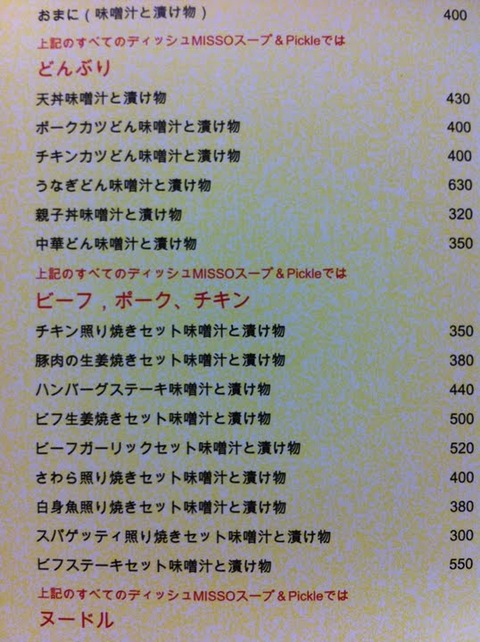 おまに（味噌汁と漬け物） 400
上記のすべてのディッシュMISSOスープ＆Pickleでは
どんぶり
天丼味噌汁と漬け物 430
ポークカツどん味噌汁と漬け物 400
チキンカツどん味噌汁と漬け物 400
うなぎどん味噌汁と漬け物 630
親子丼味噌汁と漬け物 320
中華どん味噌汁と漬け物 350
上記のすべてのディッシュMISSOスープ＆Pickleでは
ビーフ，ポーク、チキン
チキン照り焼きセット味噌汁と漬け物 350
豚肉の生姜焼きセット味噌汁と漬け物 380
ハンバーグステーキ味噌汁と漬け物 440
ビフ生姜焼きセット味噌汁と漬け物 500
ビーフガーリックセット味噌汁と漬け物 520
さわら照り焼きセット味噌汁と漬け物 400
白身魚照り焼きセット味噌汁と漬け物 380
スパゲッティ照り焼きセット味噌汁と漬け物 300
ビフステーキセット味噌汁と漬け物 550
上記のすべてのディッシュMISSOスープ＆Pickleでは
ヌードル